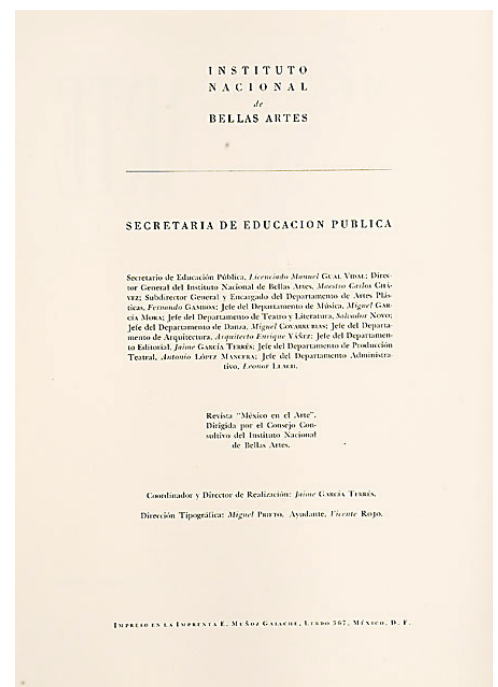 INSTITUTO
NACIONAL
de
BELLAS ARTES
SECRETARIA DE EDUCACION PUBLICA
Secretario de Educación Pública, Licenciado Manuel GUAL VIDAL; Direc-
tor General del Instituto Nacional de Bellas Artes, Maestro Carlos CHÁ-
VEZ; Subdirector General y Encargado del Departamento de Artes Plás-
ticas, Fernando GAMBOA; Jefe del Departamento de Música, Miguel GAR-
CÍA MORA; Jefe del Departamento de Teatro y Literatura, Salvador NOVO;
Jefe del Departamento de Danza, Miguel COVARRUBIAS; Jefe del Departa-
mento de Arquitectura, Arquitecto Enrique YÁÑEZ; Jefe del Departamen-
to Editorial, Jaime GARCÍA TERRÉS; Jefe del Departamento de Producción
Teatral, Antonio LÓPEZ MANCERA; Jefe del Departamento Administra-
tivo, Leonor LLACH.
Revista "México en el Arte".
Dirigida por el Consejo Con-
sultivo del Instituto Nacional
de Bellas Artes.
Coordinador y Director de Realización: Jaime GARCÍA TERRÉS.
Dirección Tipográfica: Miguel PRIETO. Ayudante, Vicente ROJO.
IMPRESO EN LA IMPRENTA E. MUÑOZ GALACHE, LERDO 367, MÉXICO, D. F.